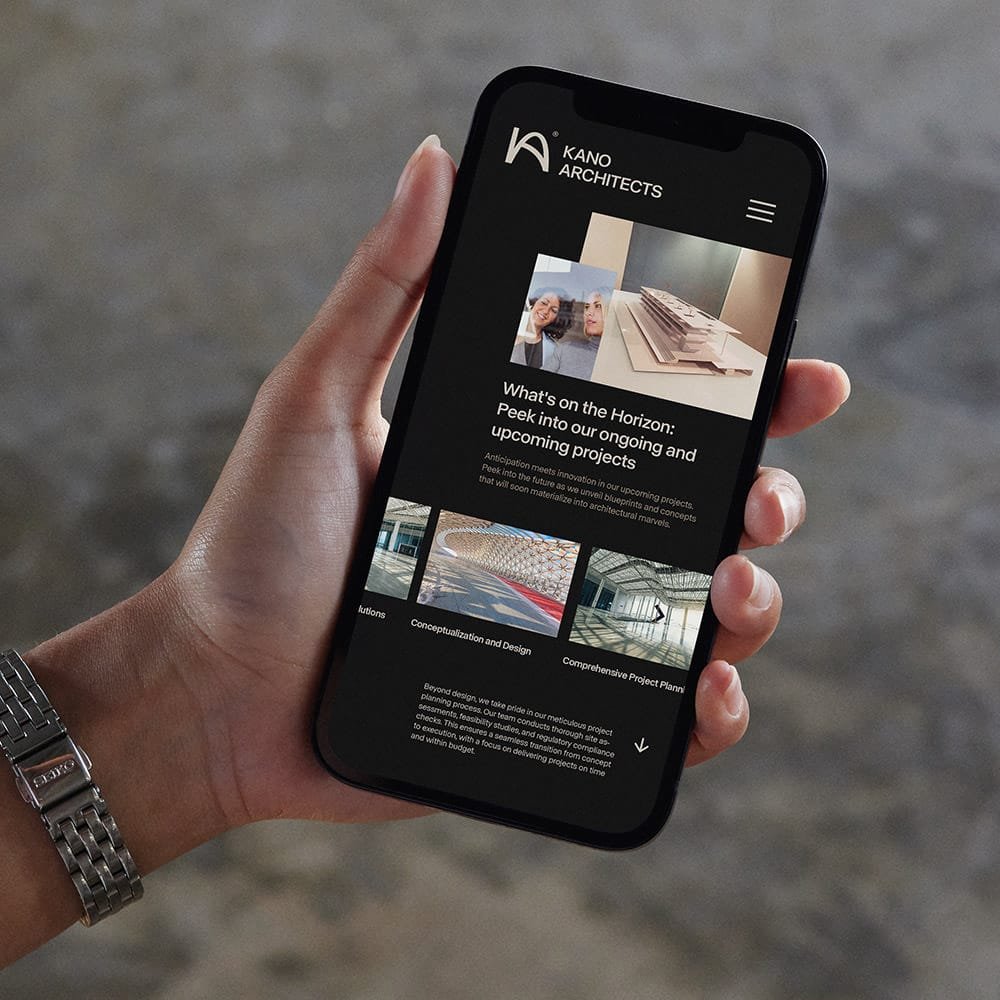 KANO
ARCHITECTS
What's on the Horizon:
Peek into our ongoing and
upcoming projects
Anticipation meets innovation in our upcoming projects.
Peek into the future as we unveil blueprints and concepts
that will soon materialize into architectural marvels.
lutions
Conceptualization and Design
Comprehensive Project Planni
Beyond design, we take pride in our meticulous project
planning process. Our team conducts thorough site as-
sessments, feasibility studies, and regulatory compliance
checks. This ensures a seamless transition from concept
to execution, with a focus on delivering projects on time
and within budget.
SEIKO